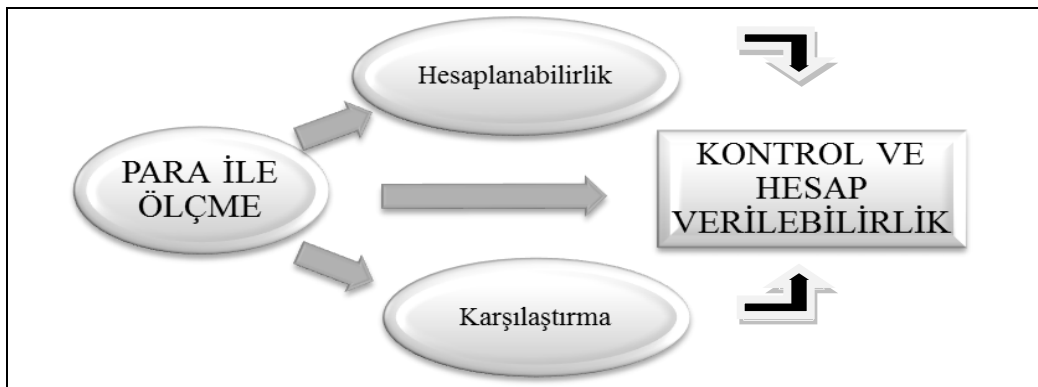 Hesaplanabilirlik
PARA İLE
ÖLÇME
KONTROL VE
HESAP
VERİLEBİLİRLİK
Karşılaştırma